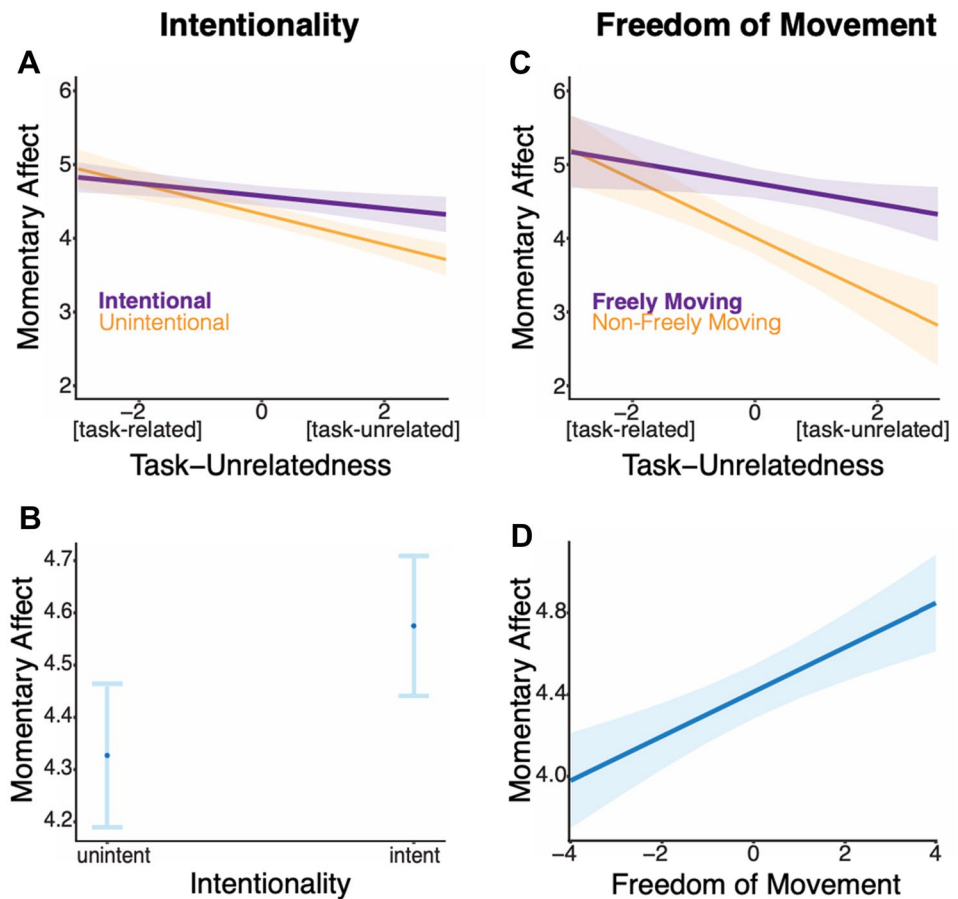 Intentionality
Freedom of Movement
A
Momentary Affect
6
5
4
3
2
Intentional
Unintentional
−2
0
2
[task-related]
[task-unrelated]
Task−Unrelatedness
C
Momentary Affect
6
5
4
3
2
Freely Moving
Non-Freely Moving
−2
0
2
[task-related]
[task-unrelated]
Task−Unrelatedness
B
Momentary Affect
4.7
4.6
4.5
4.4
4.3
4.2
unintent
intent
Intentionality
D
Momentary Affect
4.8
4.4
4.0
−4
−2
0
2
4
Freedom of Movement